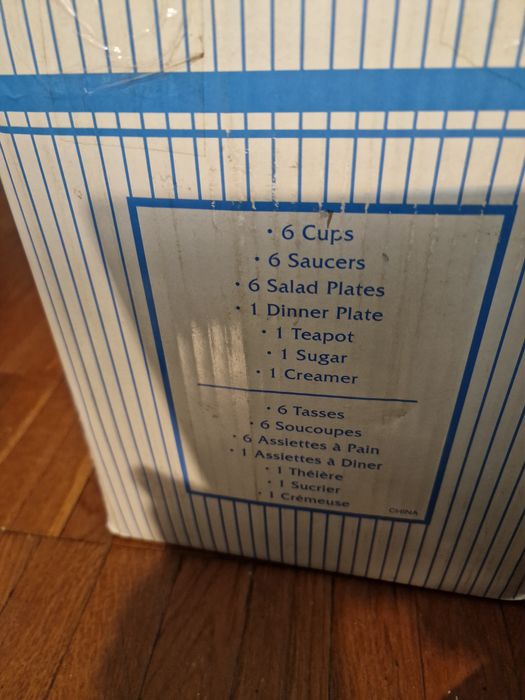 • 6 Cups
• 6 Saucers
• 6 Salad Plates
• 1 Dinner Plate
• 1 Teapot
• 1 Sugar
• 1 Creamer
• 6 Tasses
• 6 Soucoupes
• 6 Assiettes à Pain
• 1 Assiettes à Diner
• 1 Théière
• 1 Sucrier
• 1 Crémeuse
CHINA